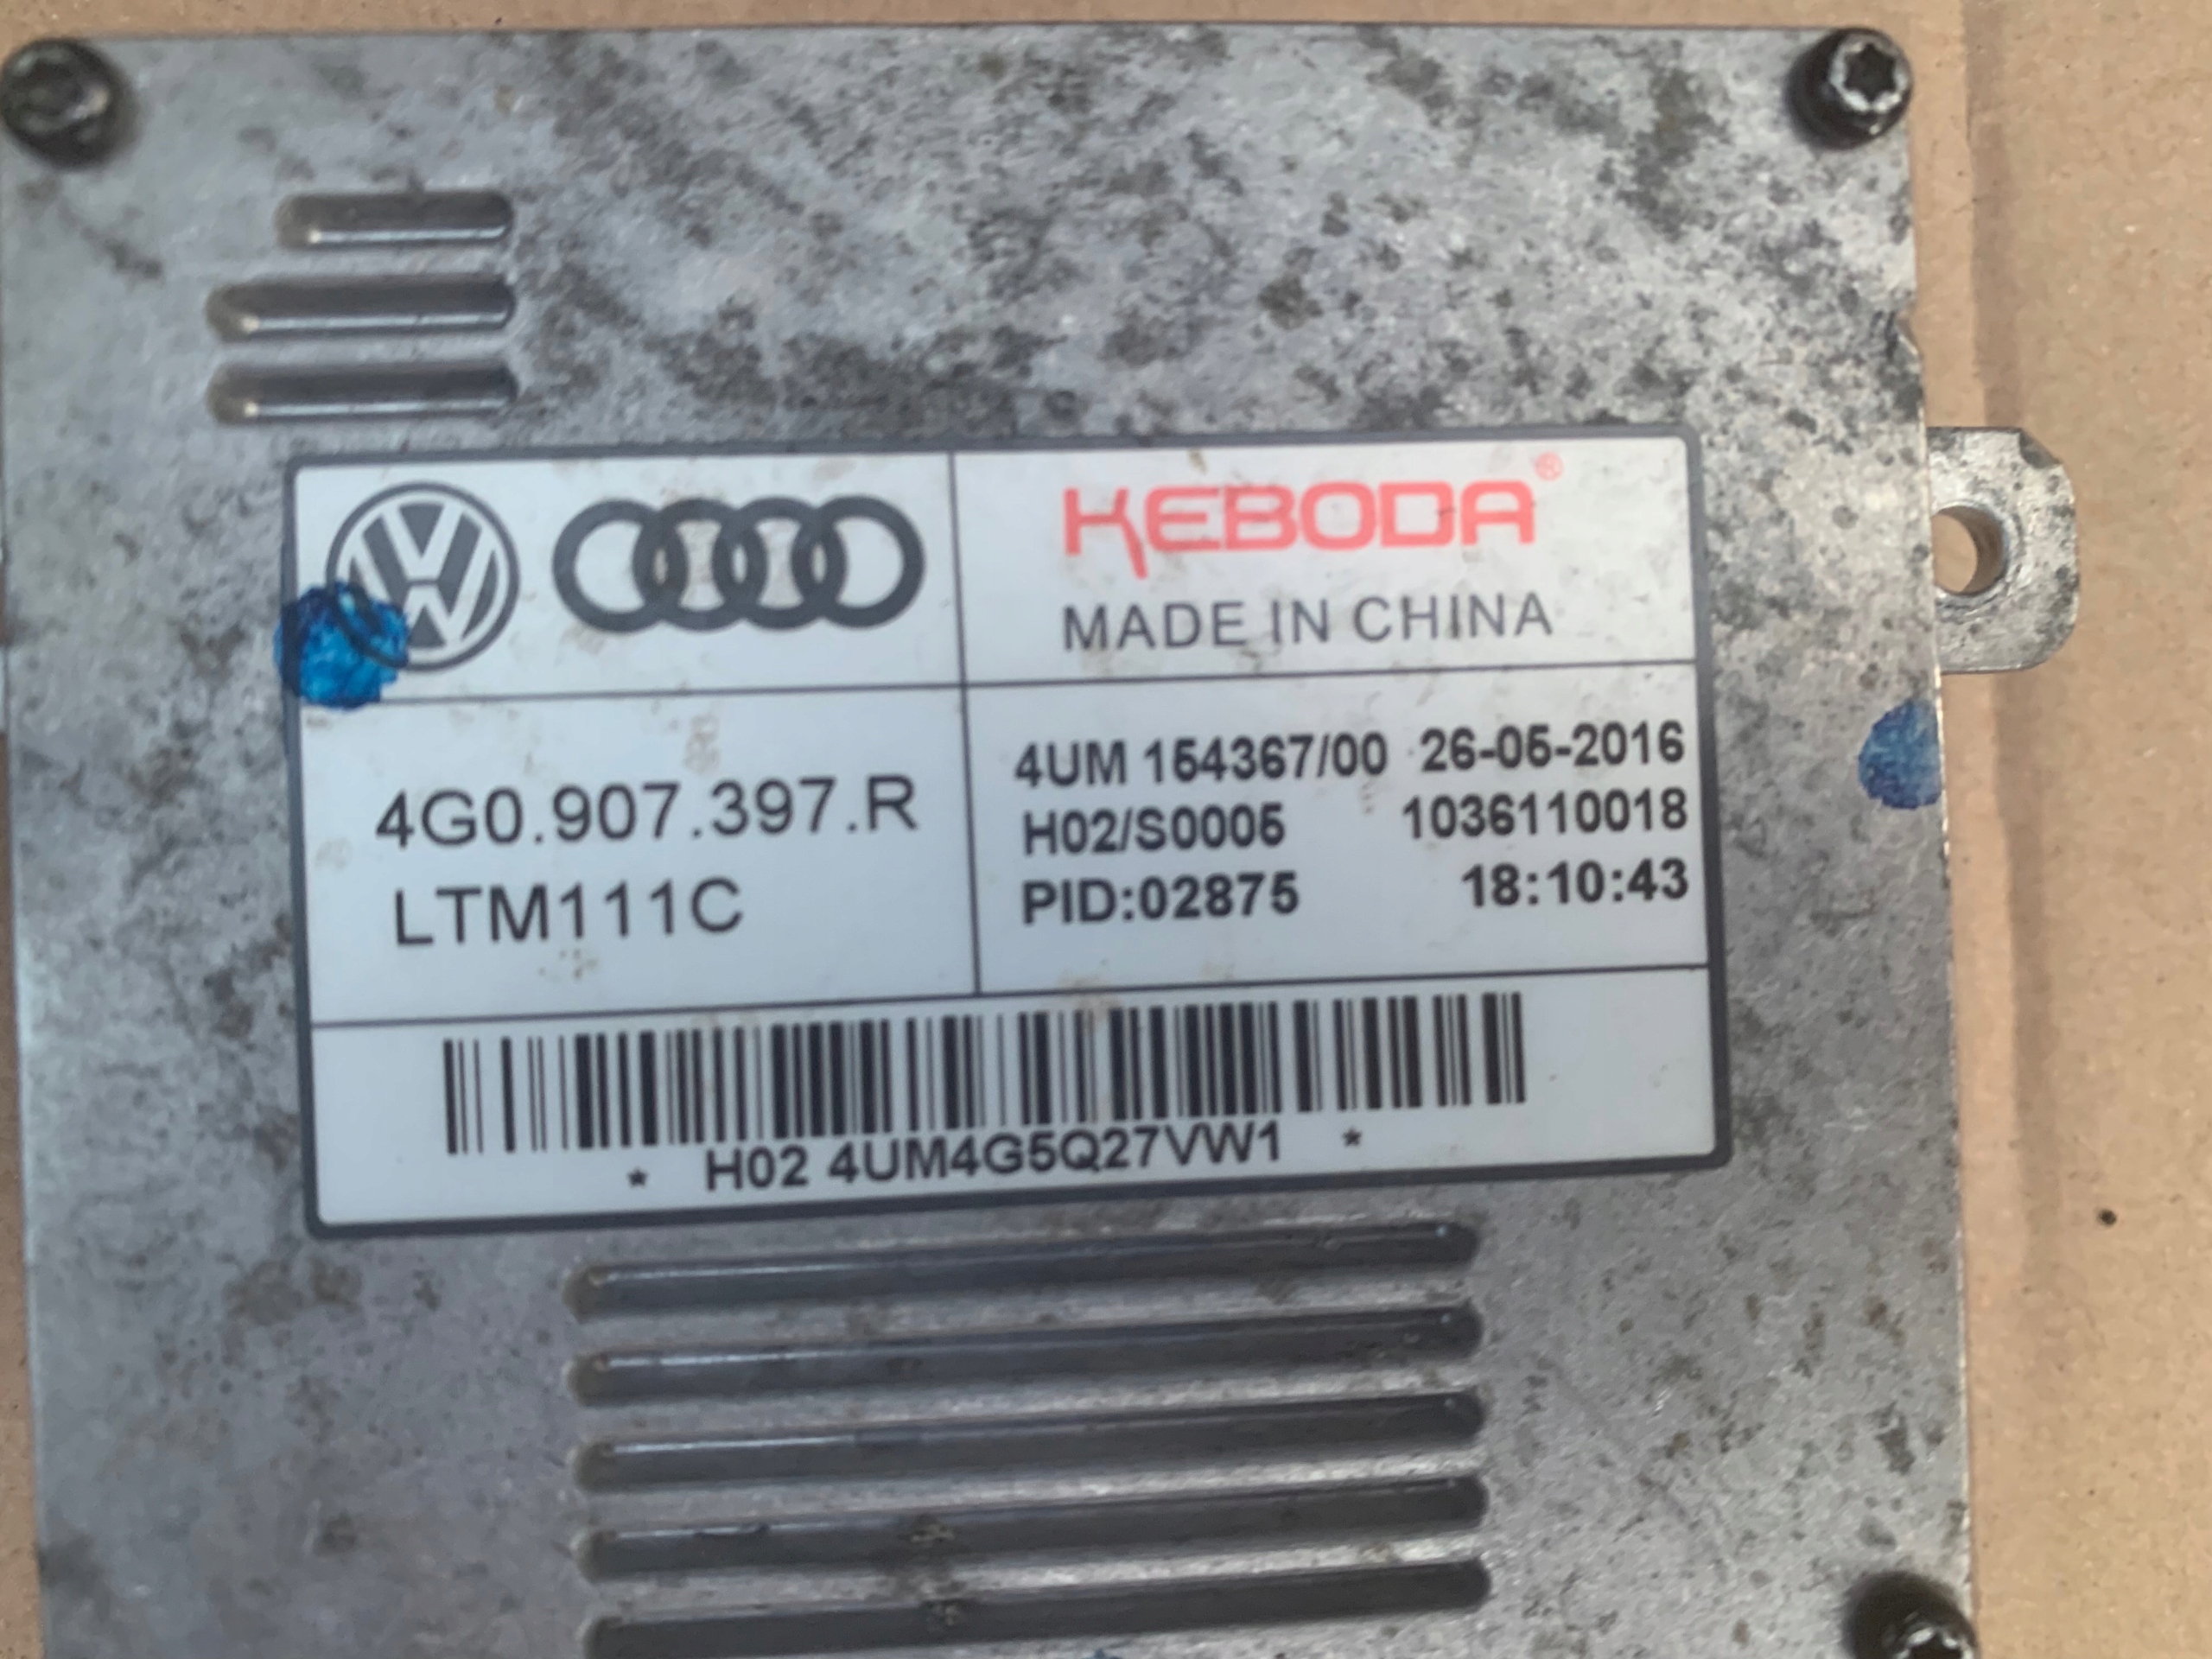 KEBODA®
MADE IN CHINA
4G0.907.397.R
LTM111C
4UM 154367/00 26-05-2016
H02/S0005 1036110018
PID:02875 18:10:43
* H02 4UM4G5Q27VW1 *